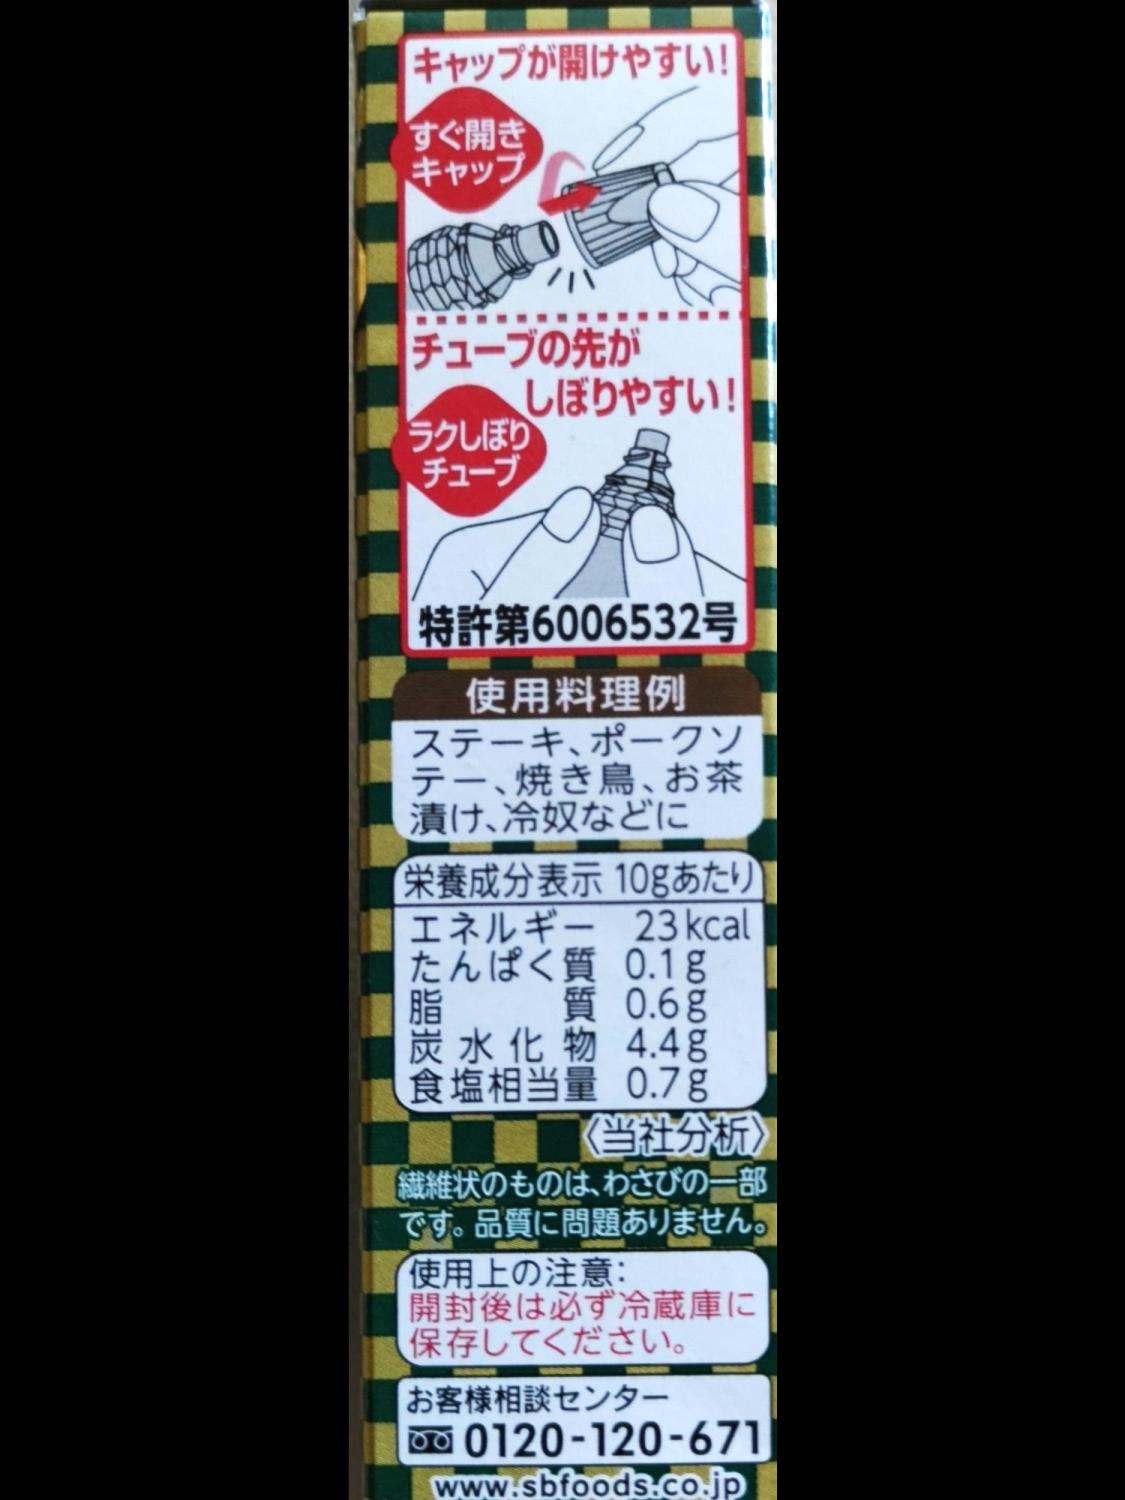 キャップが開けやすい!
すぐ開き
キャップ
チューブの先が
しぼりやすい!
ラクしぼり
チューブ
特許第6006532号
使用料理例
ステーキ、ポークソ
テー、焼き鳥、お茶
漬け、冷奴などに
栄養成分表示 10gあたり
エネルギー 23kcal
たんぱく質 0.1g
脂質 0.6g
炭水化物 4.4g
食塩相当量 0.7g
〈当社分析〉
繊維状のものは、わさびの一部
です。品質に問題ありません。
使用上の注意:
開封後は必ず冷蔵庫に
保存してください。
お客様相談センター
0120-120-671
www.sbfoods.co.jp